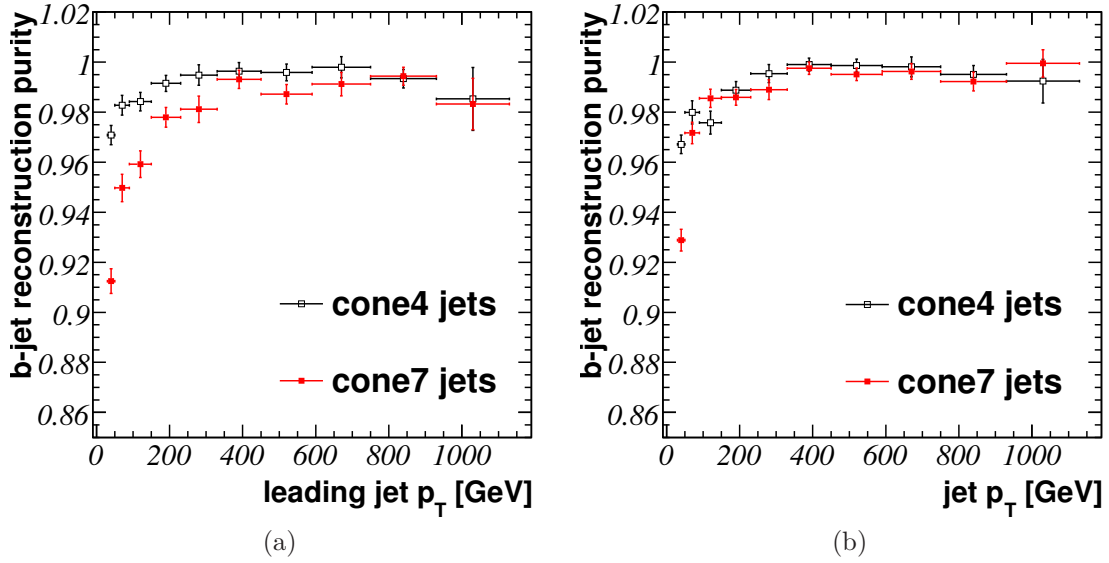 b-jet reconstruction purity
1.02
1
0.98
0.96
0.94
0.92
0.9
0.88
0.86
cone4 jets
cone7 jets
0 200 400 600 800 1000
leading jet p_T [GeV]
(a)
b-jet reconstruction purity
1.02
1
0.98
0.96
0.94
0.92
0.9
0.88
0.86
cone4 jets
cone7 jets
0 200 400 600 800 1000
jet p_T [GeV]
(b)